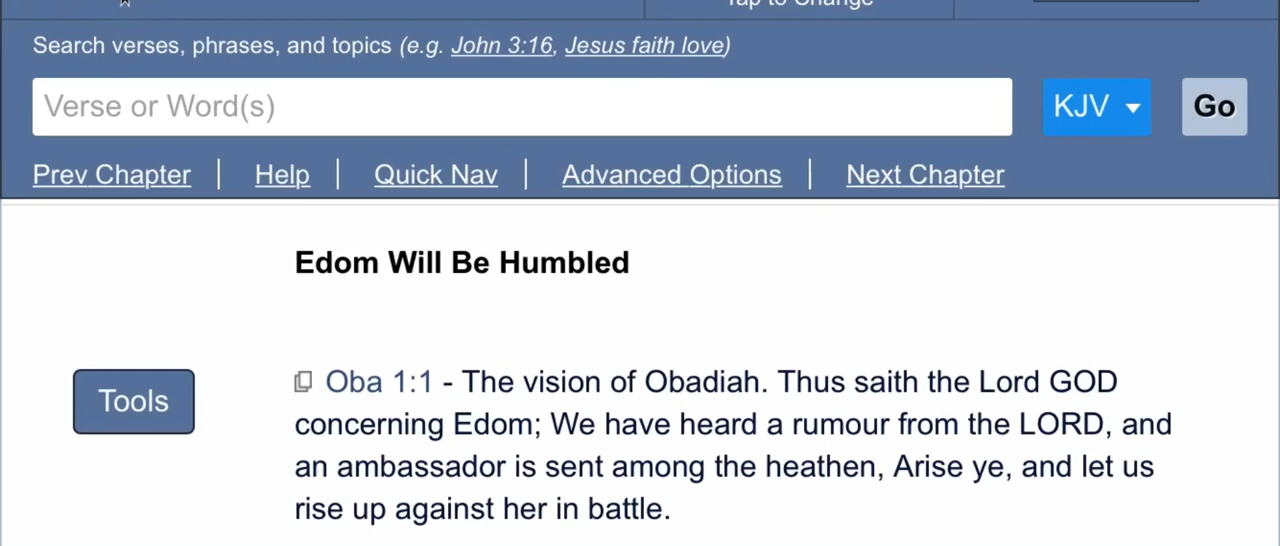 Tap to Change
Search verses, phrases, and topics (e.g. John 3:16, Jesus faith love)
Verse or Word(s)
KJV
Go
Prev Chapter
Help
Quick Nav
Advanced Options
Next Chapter
Edom Will Be Humbled
Tools
Oba 1:1 - The vision of Obadiah. Thus saith the Lord GOD
concerning Edom; We have heard a rumour from the LORD, and
an ambassador is sent among the heathen, Arise ye, and let us
rise up against her in battle.